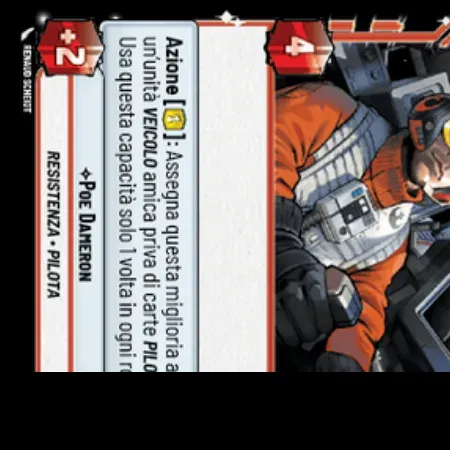 4
Azione [1]: Assegna questa miglioria a
un'unità VEICOLO amica priva di carte
Usa questa capacità solo 1 volta in ogni
+2
✧POE DAMERON
RESISTENZA • PILOTA
RENAUD SCHEIDT